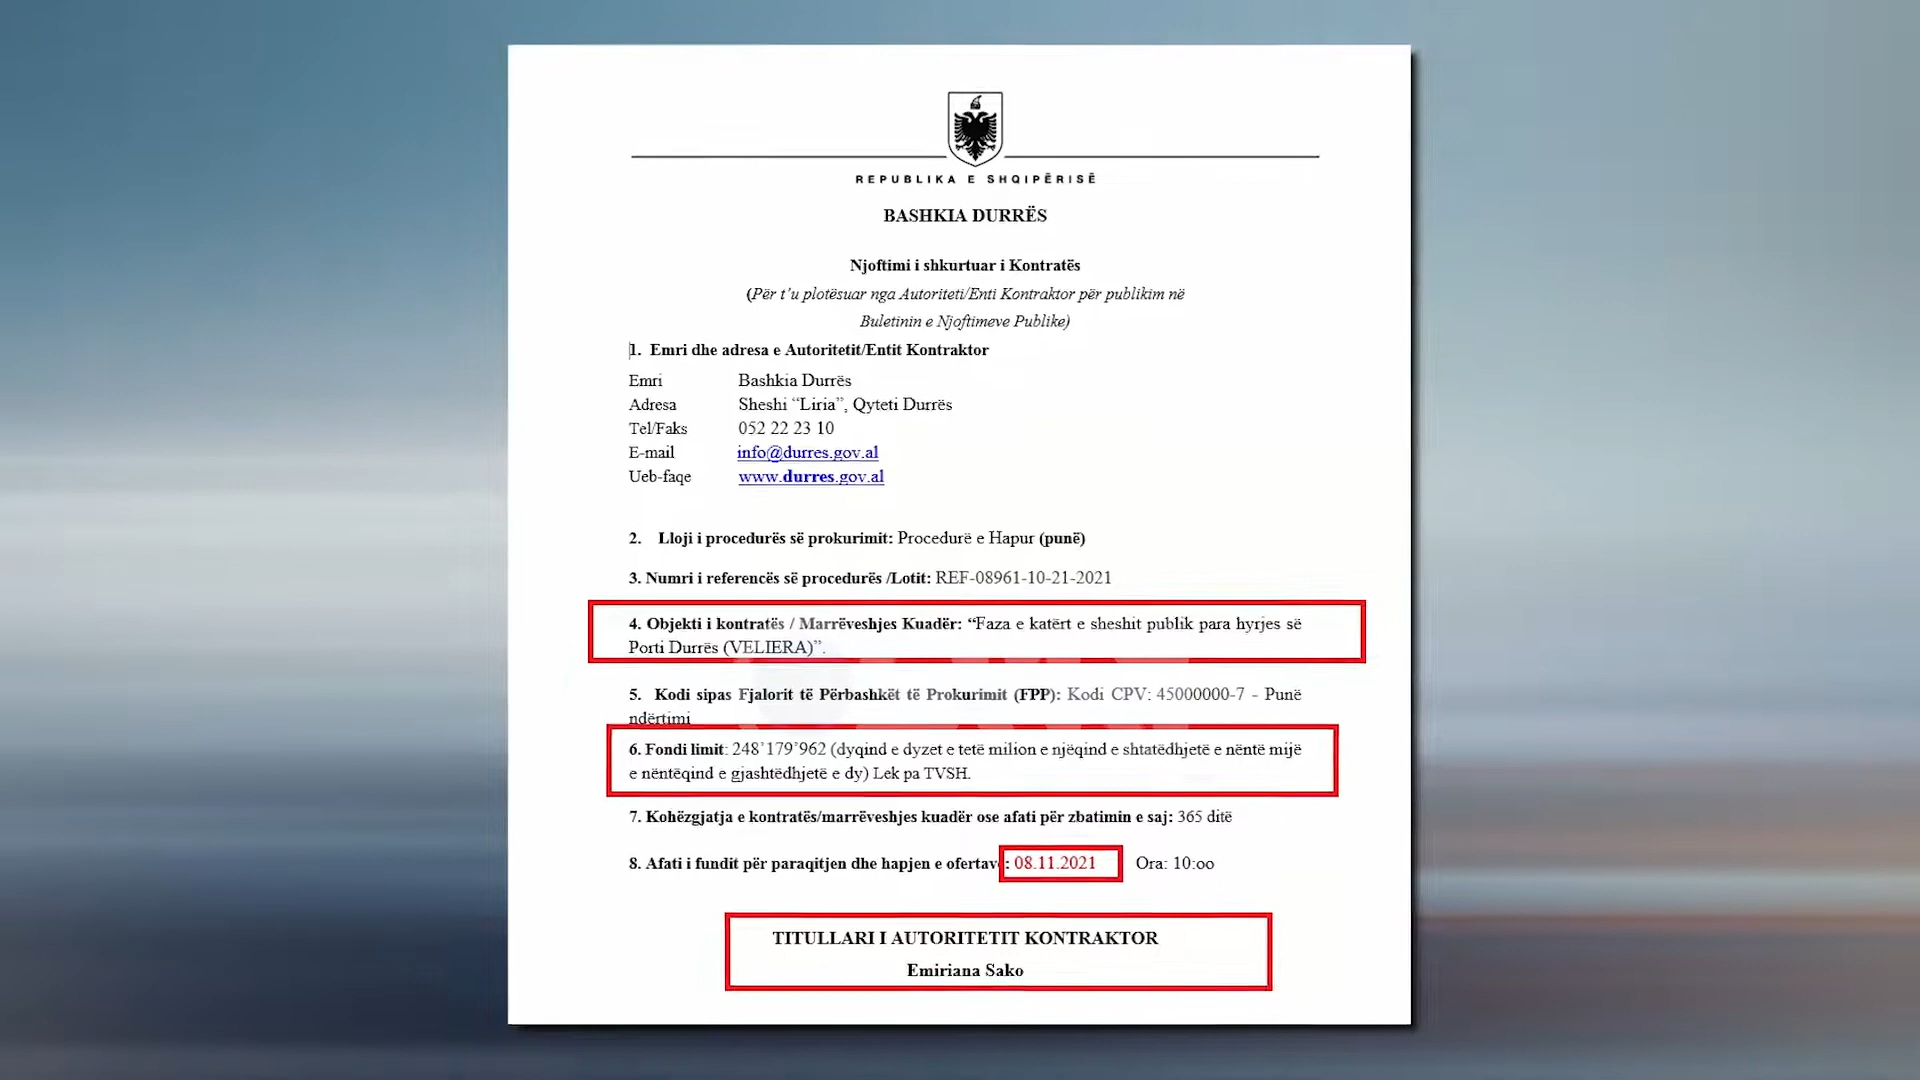 REPUBLIKA E SHQIPËRISË
BASHKIA DURRËS
Njoftimi i shkurtuar i Kontratës
(Për t’u plotësuar nga Autoriteti/Enti Kontraktor për publikim në
Buletinin e Njoftimeve Publike)
1. Emri dhe adresa e Autoritetit/Entit Kontraktor
Emri Bashkia Durrës
Adresa Sheshi “Liria”, Qyteti Durrës
Tel/Faks 052 22 23 10
E-mail info@durres.gov.al
Ueb-faqe www.durres.gov.al
2. Lloji i procedurës së prokurimit: Procedurë e Hapur (punë)
3. Numri i referencës së procedurës /Lotit: REF-08961-10-21-2021
4. Objekti i kontratës / Marrëveshjes Kuadër: “Faza e katërt e sheshit publik para hyrjes së
Porti Durrës (VELIERA)”.
5. Kodi sipas Fjalorit të Përbashkët të Prokurimit (FPP): Kodi CPV: 45000000-7 - Punë
ndërtimi
6. Fondi limit: 248’179’962 (dyqind e dyzet e tetë milion e njëqind e shtatëdhjetë e nëntë mijë
e nëntëqind e gjashtëdhjetë e dy) Lek pa TVSH.
7. Kohëzgjatja e kontratës/marrëveshjes kuadër ose afati për zbatimin e saj: 365 ditë
8. Afati i fundit për paraqitjen dhe hapjen e ofertave: 08.11.2021 Ora: 10:oo
TITULLARI I AUTORITETIT KONTRAKTOR
Emiriana Sako